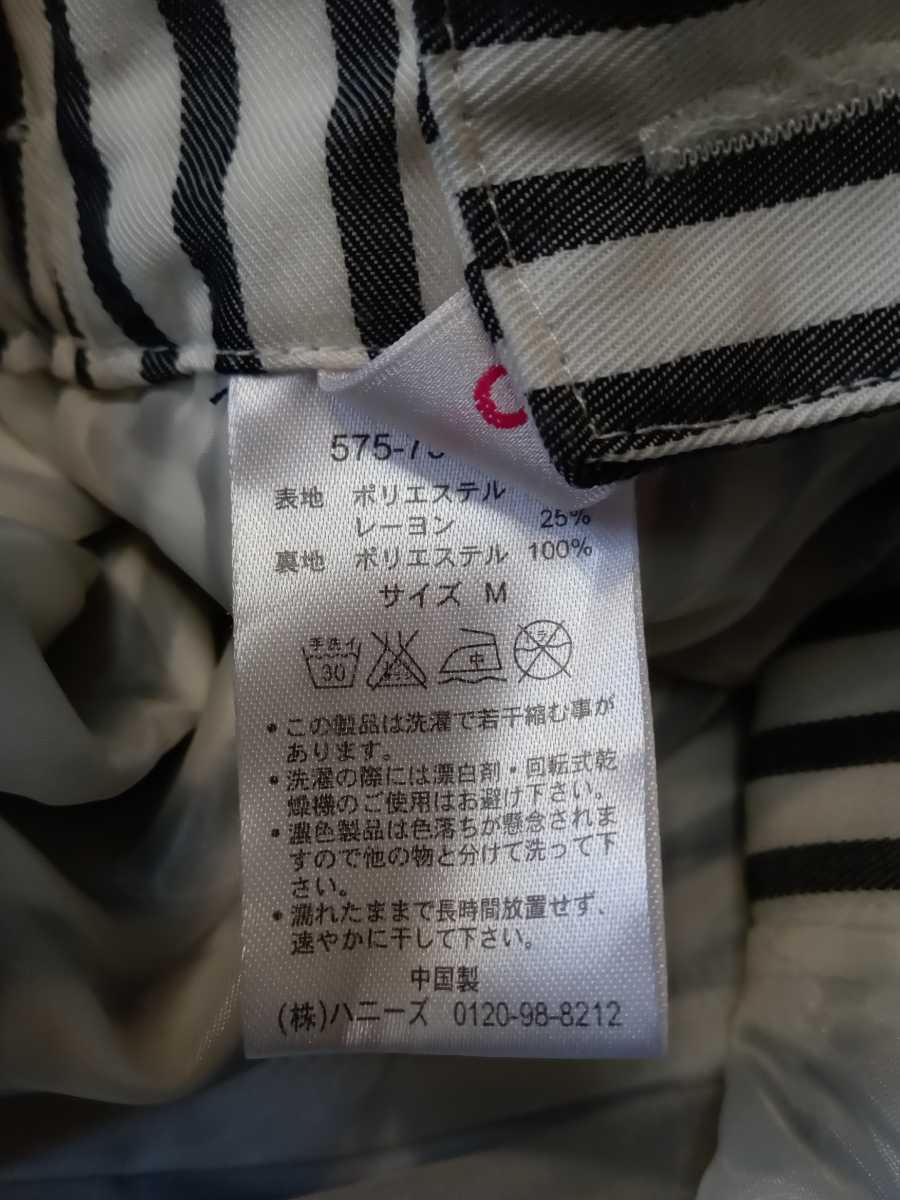 575-7
表地 ポリエステル
レーヨン 25%
裏地 ポリエステル 100%
サイズ M
手洗イ
30
中
• この製品は洗濯で若干縮む事が
あります。
• 洗濯の際には漂白剤・回転式乾
燥機のご使用はお避け下さい。
• 濃色製品は色落ちが懸念されま
すので他の物と分けて洗って下
さい。
• 濡れたままで長時間放置せず、
速やかに干して下さい。
中国製
(株)ハニーズ 0120-98-8212